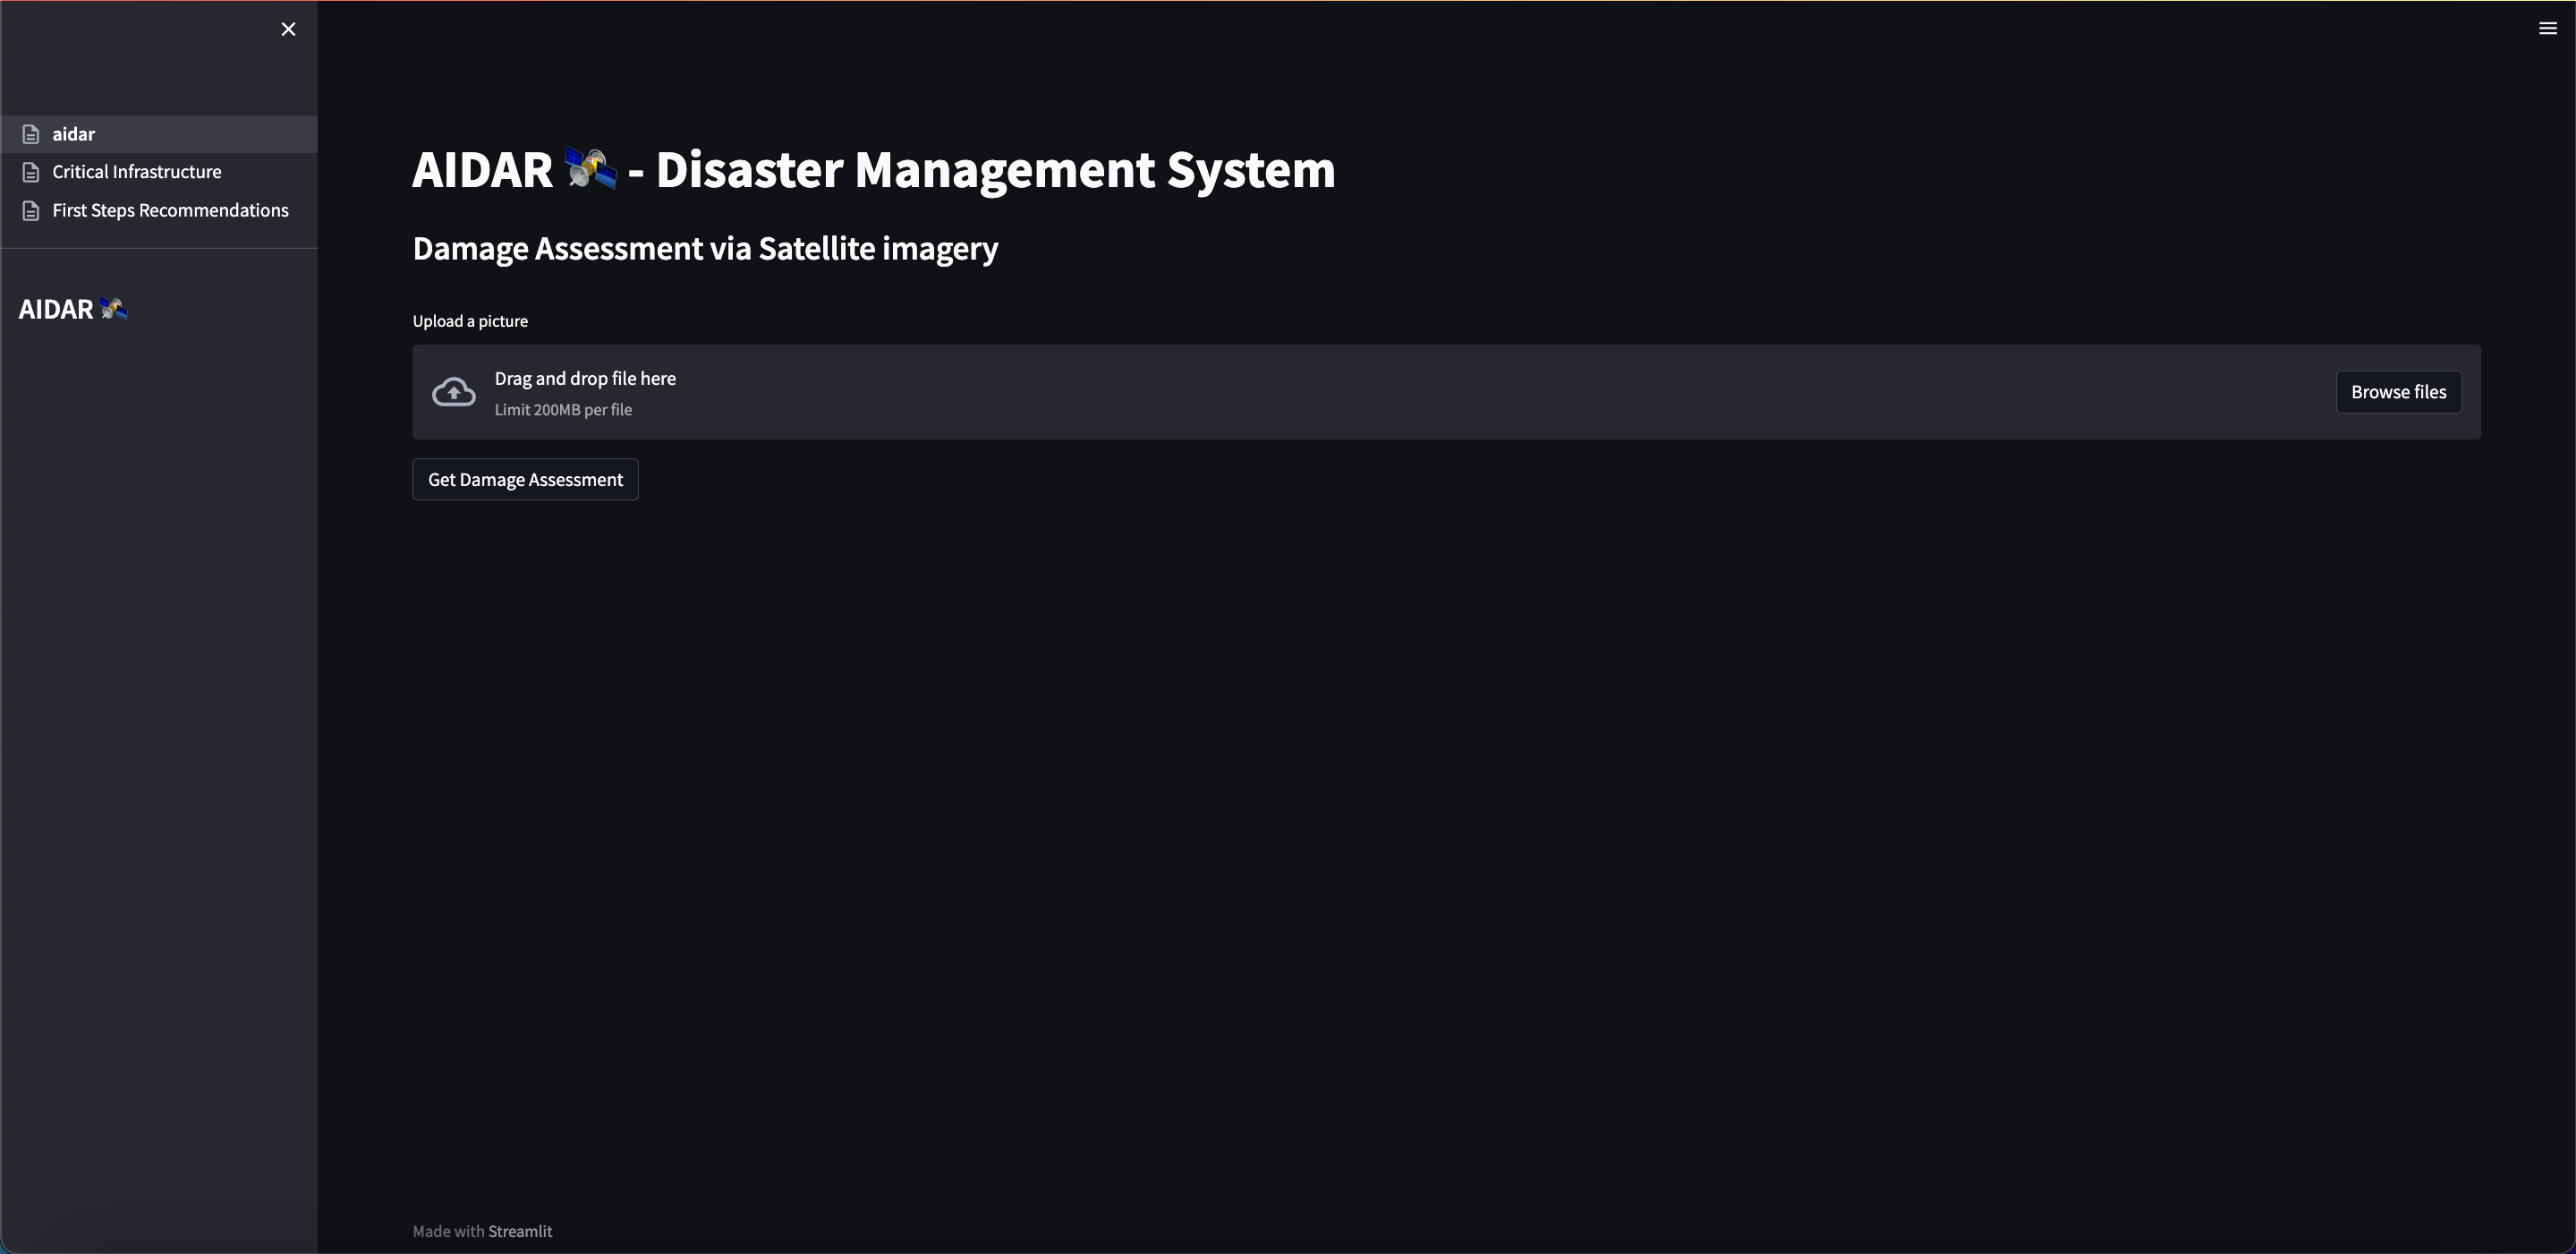 aidar
Critical Infrastructure
First Steps Recommendations
AIDAR
AIDAR 🛰 - Disaster Management System
Damage Assessment via Satellite imagery
Upload a picture
Drag and drop file here
Limit 200MB per file
Browse files
Get Damage Assessment
Made with Streamlit